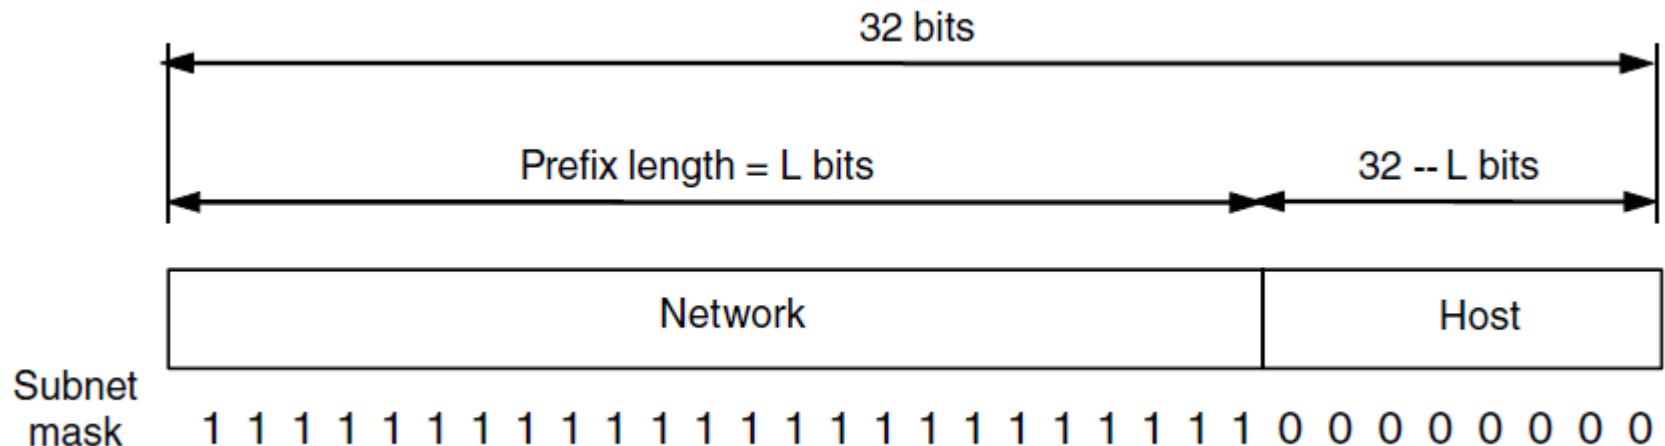 32 bits
Prefix length = L bits 32 -- L bits
Network Host
Subnet
mask 1 1 1 1 1 1 1 1 1 1 1 1 1 1 1 1 1 1 1 1 1 1 1 1 0 0 0 0 0 0 0 0